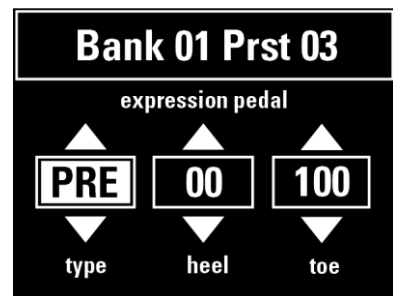 Bank 01 Prst 03
expression pedal
PRE 00 100
type heel toe